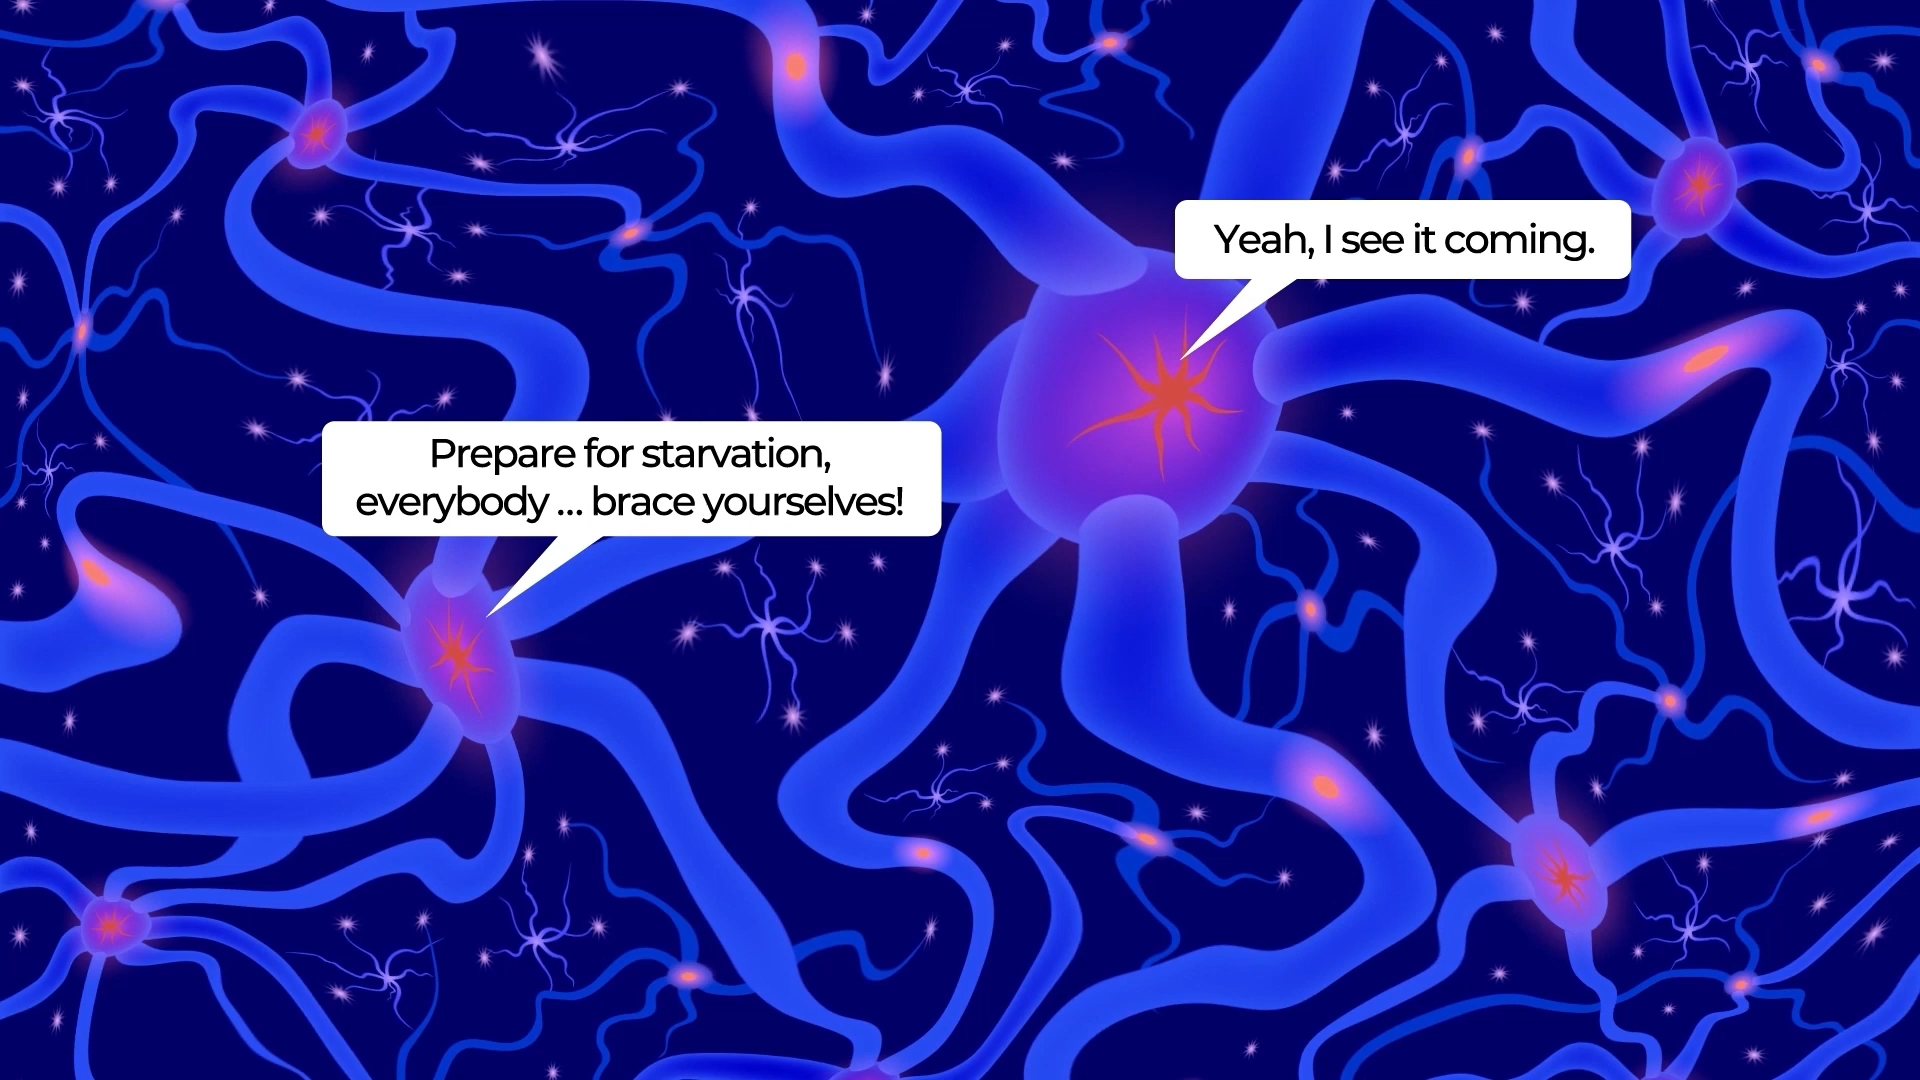 Yeah, I see it coming.
Prepare for starvation,
everybody ... brace yourselves!